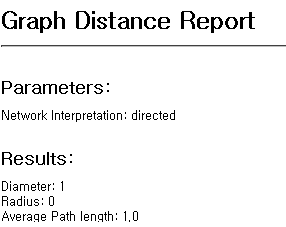 Graph Distance Report
Parameters:
Network Interpretation: directed
Results:
Diameter: 1
Radius: 0
Average Path length: 1,0